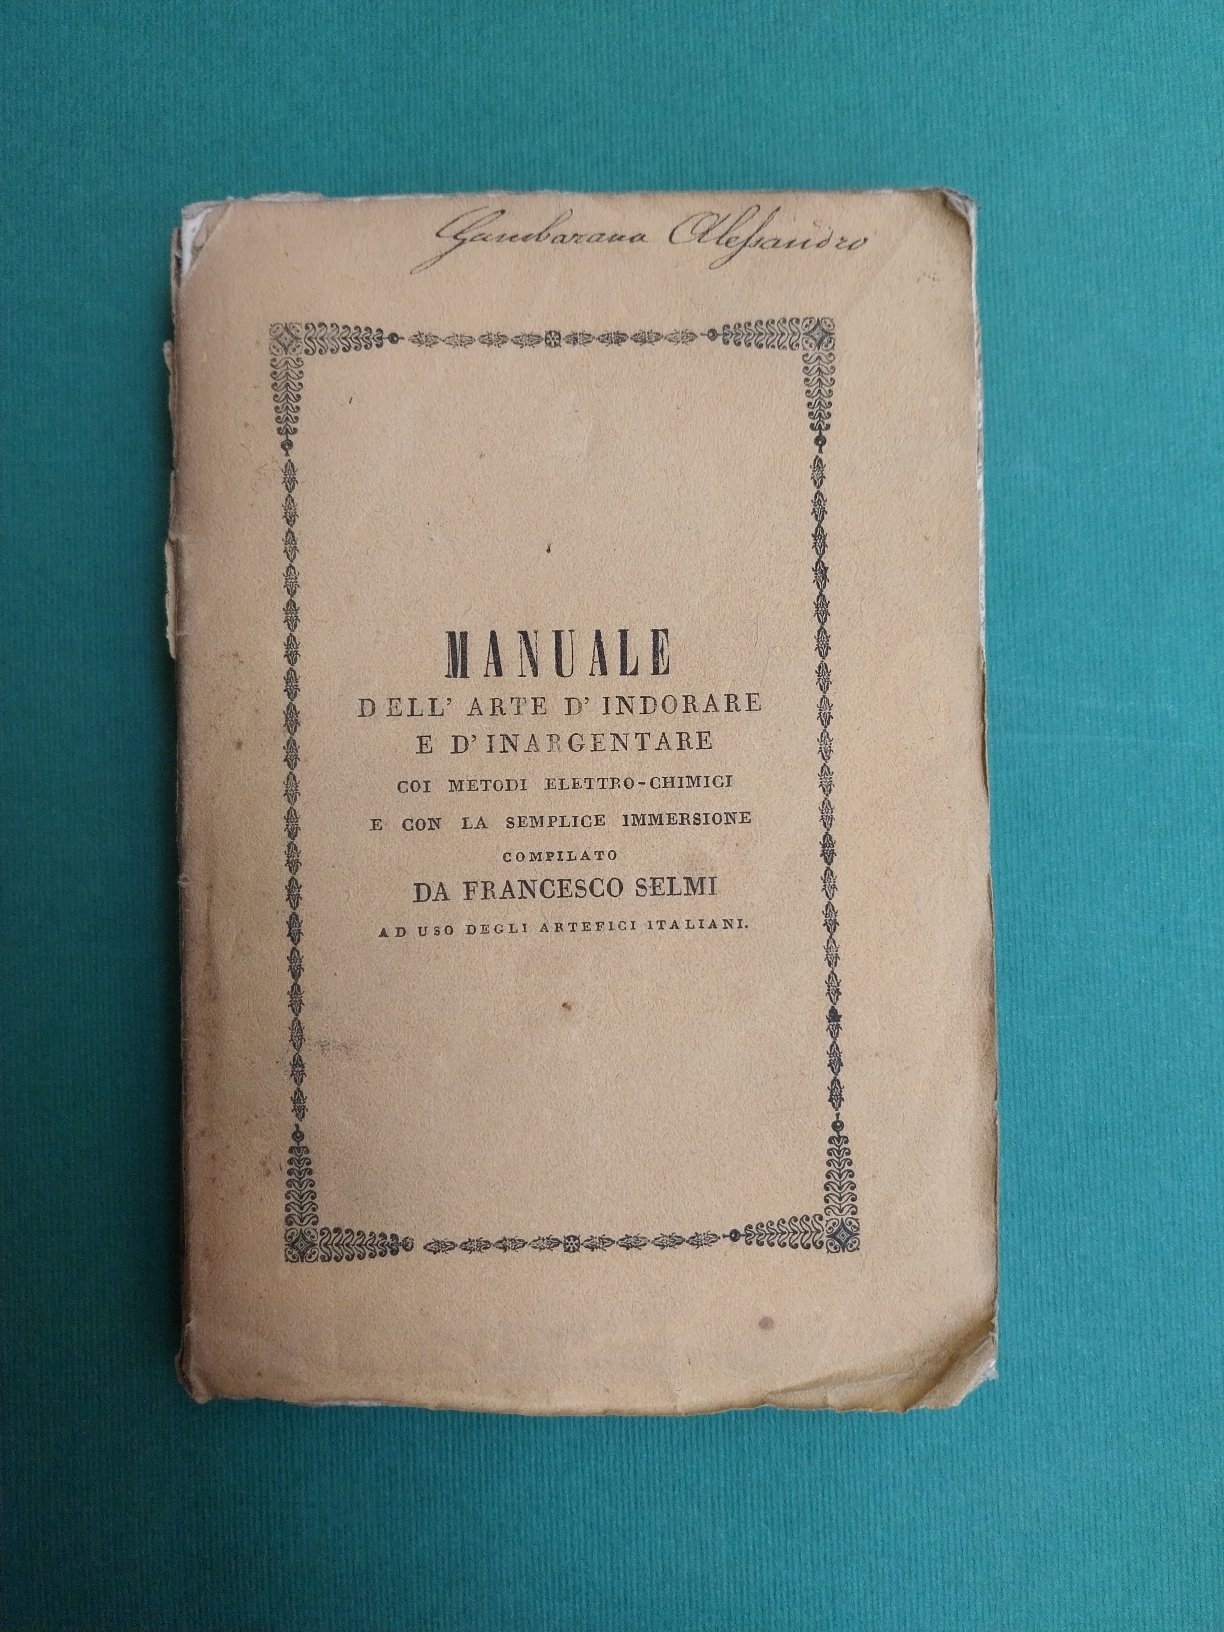 Gambarana Alessandro
MANUALE
DELL' ARTE D' INDORARE
E D' INARGENTARE
COI METODI ELETTRO-CHIMICI
E CON LA SEMPLICE IMMERSIONE
COMPILATO
DA FRANCESCO SELMI
AD USO DEGLI ARTEFICI ITALIANI.